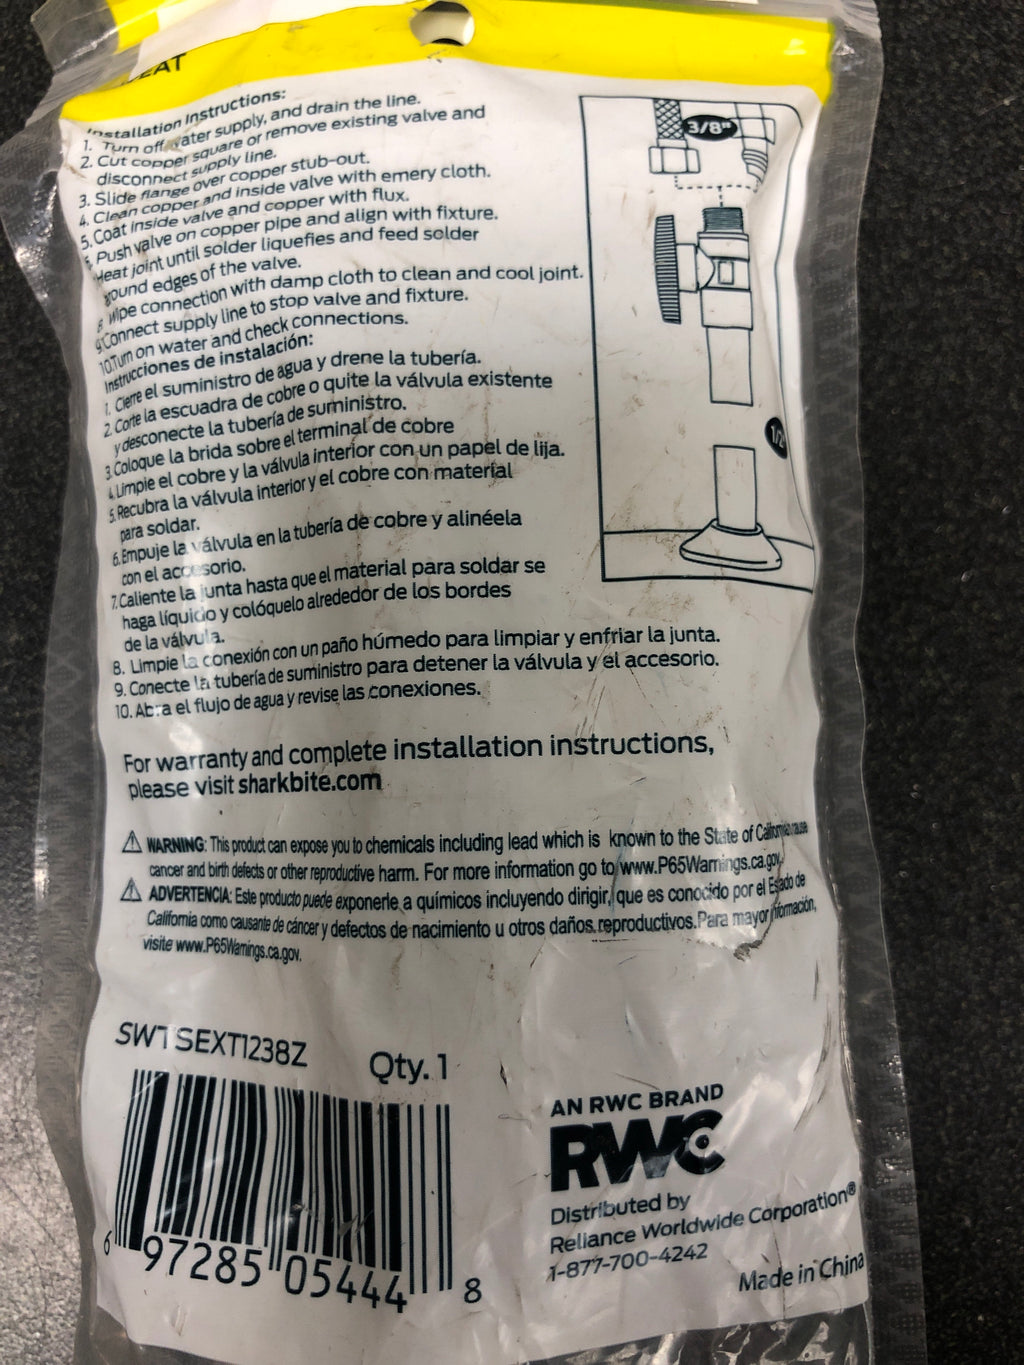 EAT
Installation Instructions:
1. Turn off water supply, and drain the line.
2. Cut copper square or remove existing valve and
disconnect supply line.
3. Slide flange over copper stub-out.
4. Clean copper and inside valve with emery cloth.
5. Coat inside valve and copper with flux.
6. Push valve on copper pipe and align with fixture.
Heat joint until solder liquefies and feed solder
around edges of the valve.
8 Wipe connection with damp cloth to clean and cool joint.
9. Connect supply line to stop valve and fixture.
10. Turn on water and check connections.
Instrucciones de instalación:
1. Cierre el suministro de agua y drene la tubería.
2. Corte la escuadra de cobre o quite la válvula existente
y desconecte la tubería de suministro.
3. Coloque la brida sobre el terminal de cobre
4. Limpie el cobre y la válvula interior con un papel de lija.
5. Recubra la válvula interior y el cobre con material
para soldar.
6. Empuje la válvula en la tubería de cobre y alinéela
con el accesorio.
7. Caliente la junta hasta que el material para soldar se
haga líquido y colóquelo alrededor de los bordes
de la válvula.
8. Limpie la conexión con un paño húmedo para limpiar y enfriar la junta.
9. Conecte la tubería de suministro para detener la válvula y el accesorio.
10. Abra el flujo de agua y revise las conexiones.
3/8"
1/2
For warranty and complete installation instructions,
please visit sharkbite.com
⚠ WARNING: This product can expose you to chemicals including lead which is known to the State of California to cause
cancer and birth defects or other reproductive harm. For more information go to www.P65Warnings.ca.gov.
⚠ ADVERTENCIA: Este producto puede exponerle a químicos incluyendo dirigir, que es conocido por el Estado de
California como causante de cáncer y defectos de nacimiento u otros daños reproductivos. Para mayor información,
visite www.P65Warnings.ca.gov.
SWTSEXT1238Z
Qty. 1
6 97285 05444 8
AN RWC BRAND
RWC
Distributed by
Reliance Worldwide Corporation®
1-877-700-4242
Made in China